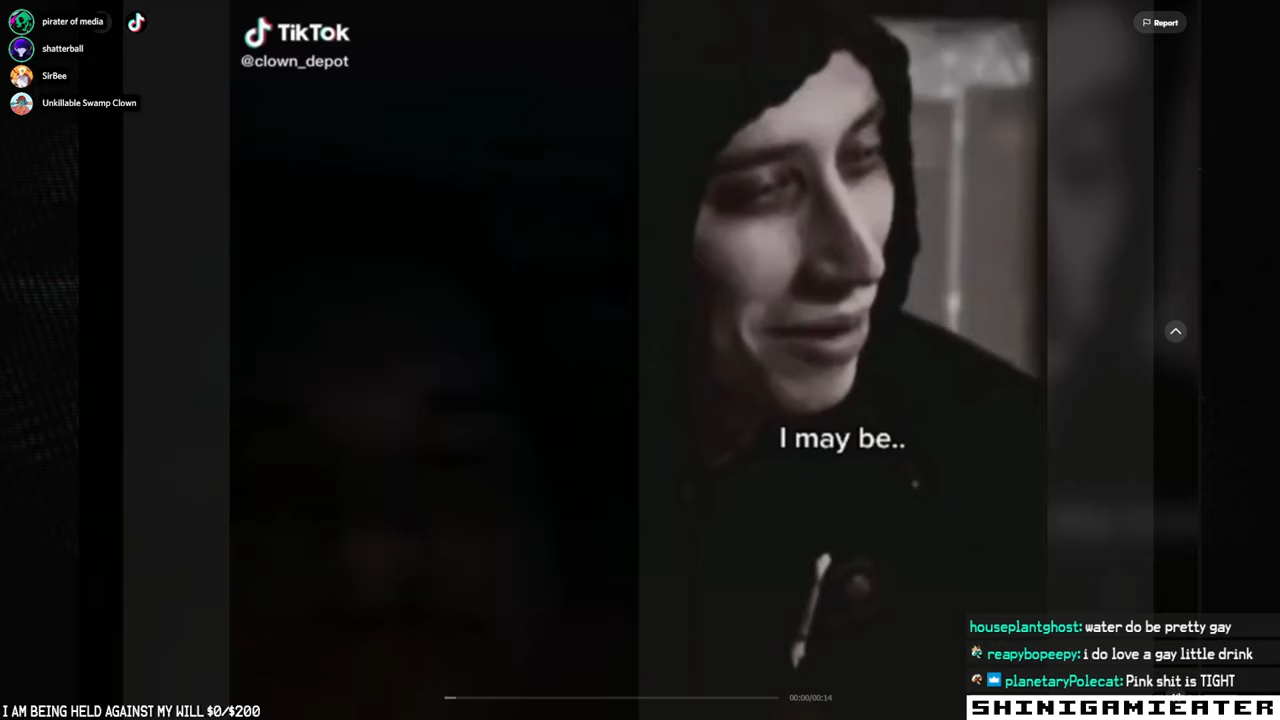 pirater of media
shatterball
SirBee
Unkillable Swamp Clown
TikTok
@clown_depot
Report
I may be..
00:00/00:14
houseplantghost: water do be pretty gay
reapybopeepy: i do love a gay little drink
planetaryPolecat: Pink shit is TIGHT
SHINIGAMIEATER
I AM BEING HELD AGAINST MY WILL $0/$200